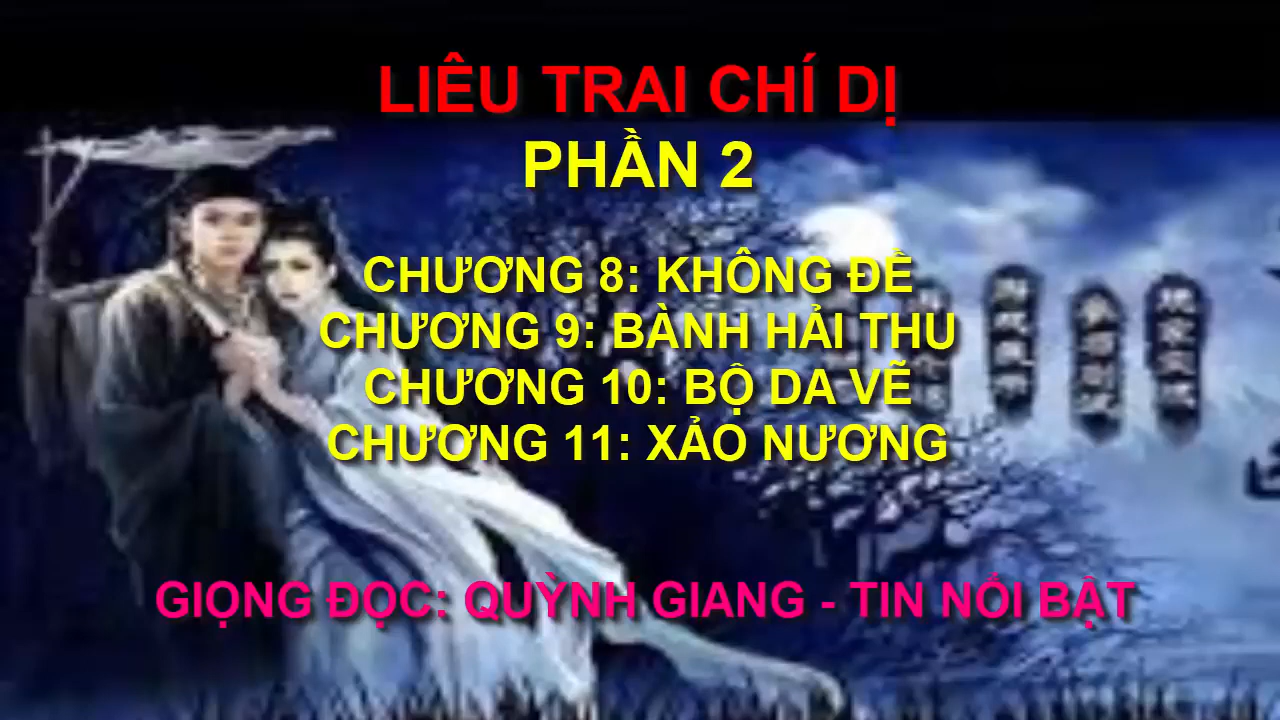 LIÊU TRAI CHÍ DỊ
PHẦN 2
CHƯƠNG 8: KHÔNG ĐỀ
CHƯƠNG 9: BÀNH HẢI THU
CHƯƠNG 10: BỘ DA VẼ
CHƯƠNG 11: XẢO NƯƠNG
GIỌNG ĐỌC: QUỲNH GIANG - TIN NỔI BẬT